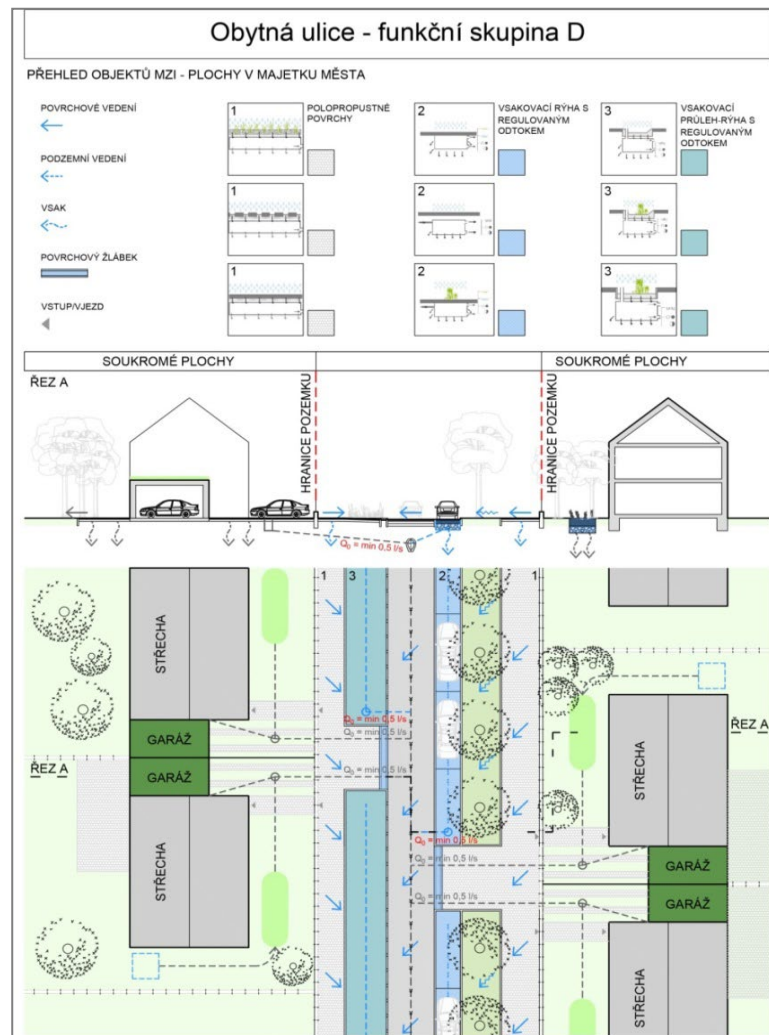 Obytná ulice - funkční skupina D
PŘEHLED OBJEKTŮ MZI - PLOCHY V MAJETKU MĚSTA
POVRCHOVÉ VEDENÍ
PODZEMNÍ VEDENÍ
VSAK
POVRCHOVÝ ŽLÁBEK
VSTUP/VJEZD
1
POLOPROPUSTNÉ
POVRCHY
1
1
2
VSAKOVACÍ RÝHA S
REGULOVANÝM
ODTOKEM
2
2
3
VSAKOVACÍ
PRŮLEH-RÝHA S
REGULOVANÝM
ODTOKEM
3
3
SOUKROMÉ PLOCHY
SOUKROMÉ PLOCHY
ŘEZ A
HRANICE POZEMKU
HRANICE POZEMKU
Q₀ = min 0,5 l/s
1
3
2
1
STŘECHA
STŘECHA
Q₀ = min 0,5 l/s
Q₀ = min 0,5 l/s
GARÁŽ
ŘEZ A
ŘEZ A
GARÁŽ
Q₀ = min 0,5 l/s
Q₀ = min 0,5 l/s
Q₀ = min 0,5 l/s
GARÁŽ
STŘECHA
Q₀ = min 0,5 l/s
GARÁŽ
STŘECHA